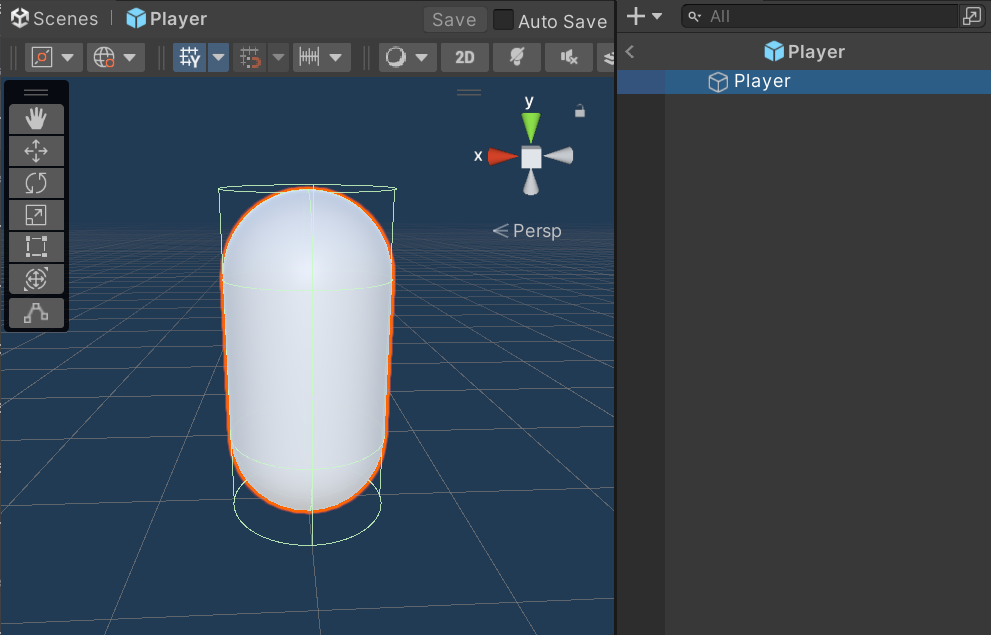 Scenes | Player
Save Auto Save
2D
y
x
< Persp
All
Player
Player